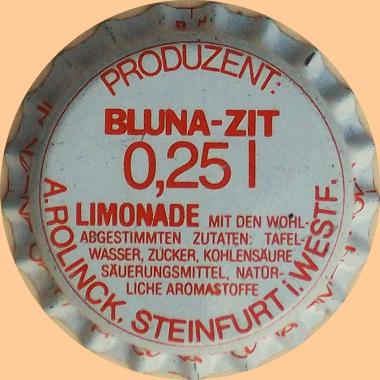 PRODUZENT:
BLUNA-ZIT
0,25 l
LIMONADE MIT DEN WOHL-
ABGESTIMMTEN ZUTATEN: TAFEL-
WASSER, ZUCKER, KOHLENSÄURE,
SÄUERUNGSMITTEL, NATÜR-
LICHE AROMASTOFFE
A. ROLINCK, STEINFURT i. WESTF.